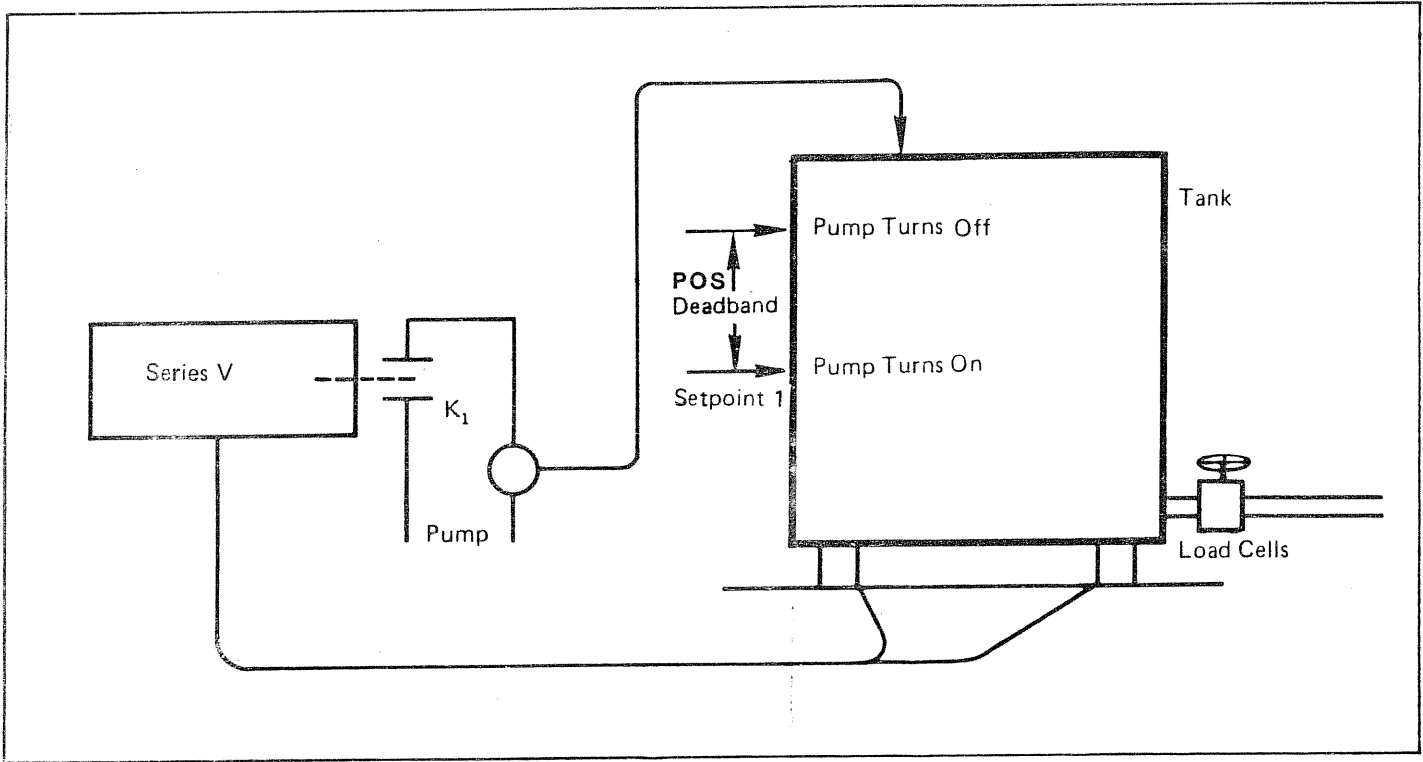 Tank
Pump Turns Off
POS
Deadband
Series V
Pump Turns On
Setpoint 1
K₁
Pump
Load Cells